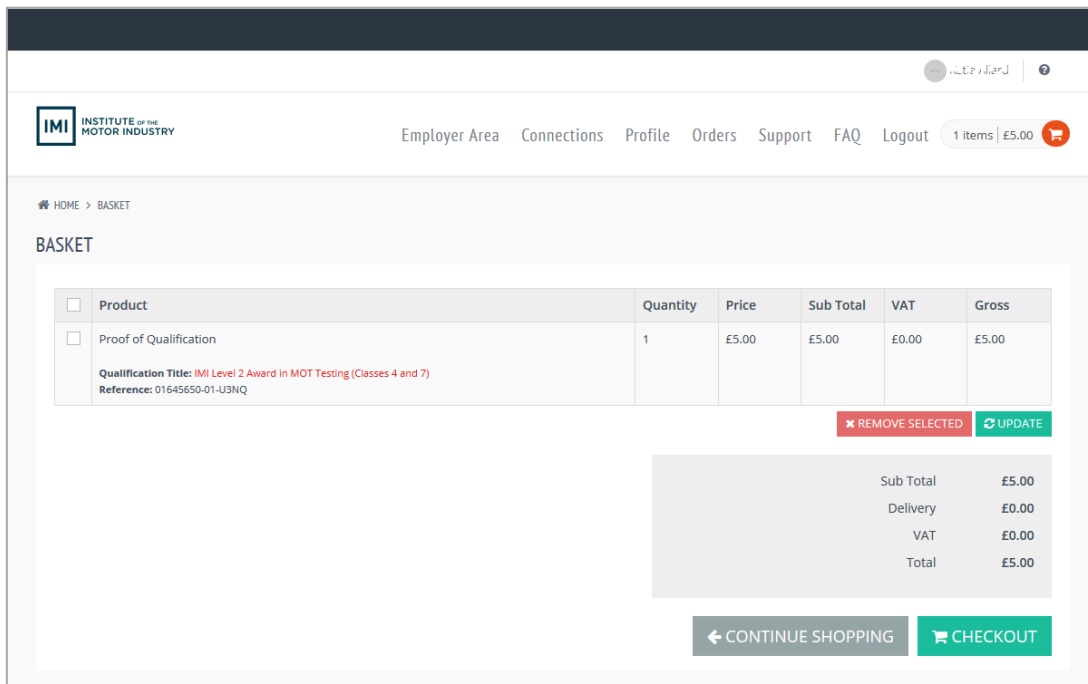 IMI INSTITUTE OF THE
MOTOR INDUSTRY
Employer Area Connections Profile Orders Support FAQ Logout 1 items £5.00
HOME > BASKET
BASKET
Product Quantity Price Sub Total VAT Gross
Proof of Qualification 1 £5.00 £5.00 £0.00 £5.00
Qualification Title: IMI Level 2 Award in MOT Testing (Classes 4 and 7)
Reference: 01645650-01-U3NQ
REMOVE SELECTED UPDATE
Sub Total £5.00
Delivery £0.00
VAT £0.00
Total £5.00
CONTINUE SHOPPING CHECKOUT